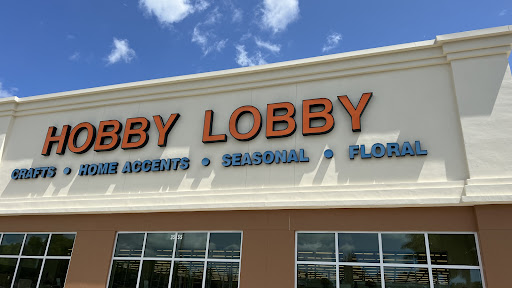 HOBBY LOBBY
CRAFTS • HOME ACCENTS • SEASONAL • FLORAL